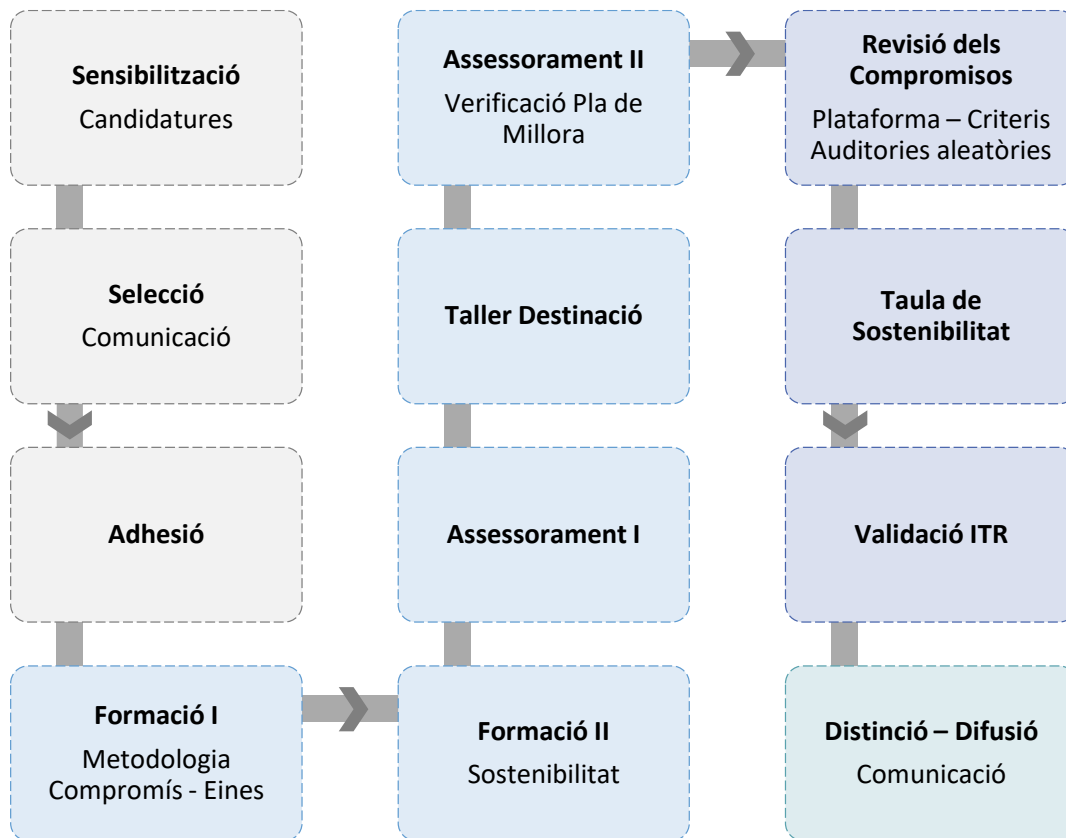 Sensibilització
Candidatures
Selecció
Comunicació
Adhesió
Formació I
Metodologia
Compromís - Eines
Formació II
Sostenibilitat
Assessorament I
Taller Destinació
Assessorament II
Verificació Pla de
Millora
Revisió dels
Compromisos
Plataforma – Criteris
Auditories aleatòries
Taula de
Sostenibilitat
Validació ITR
Distinció – Difusió
Comunicació